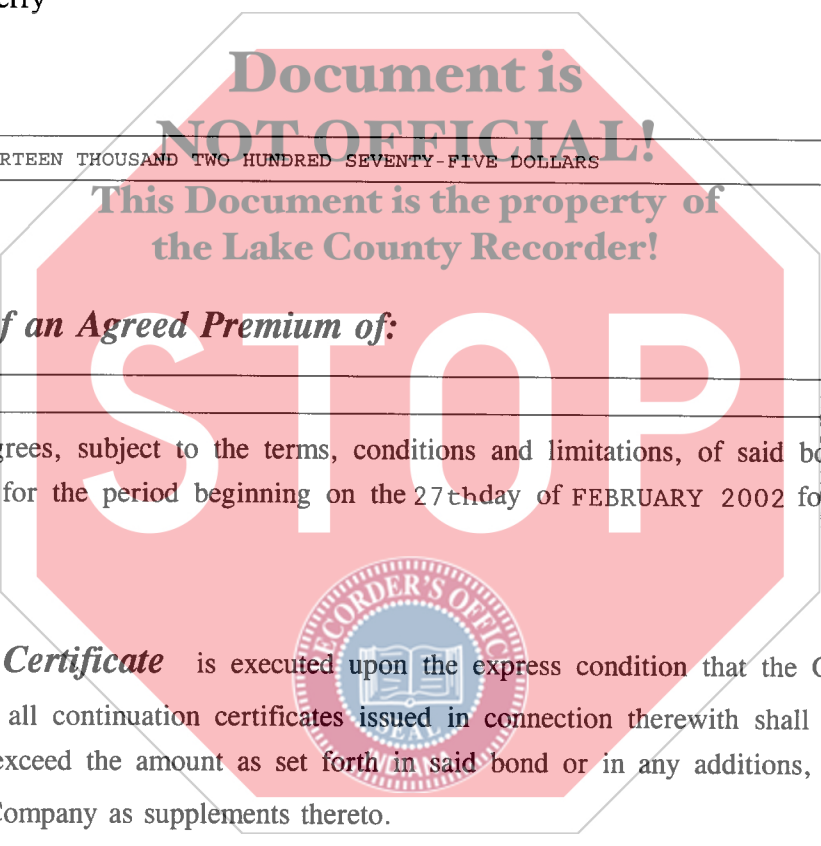 erry
Document is
NOT OFFICIAL!
RTEEN THOUSAND TWO HUNDRED SEVENTY-FIVE DOLLARS
This Document is the property of
the Lake County Recorder!
f an Agreed Premium of:
STOP
grees, subject to the terms, conditions and limitations, of said bo
for the period beginning on the 27thday of FEBRUARY 2002 fo
RECORDER'S OFFIC
Certificate is executed upon the express condition that the C
all continuation certificates issued in connection therewith shall
SEAL
exceed the amount as set forth in said bond or in any additions,
Company as supplements thereto.